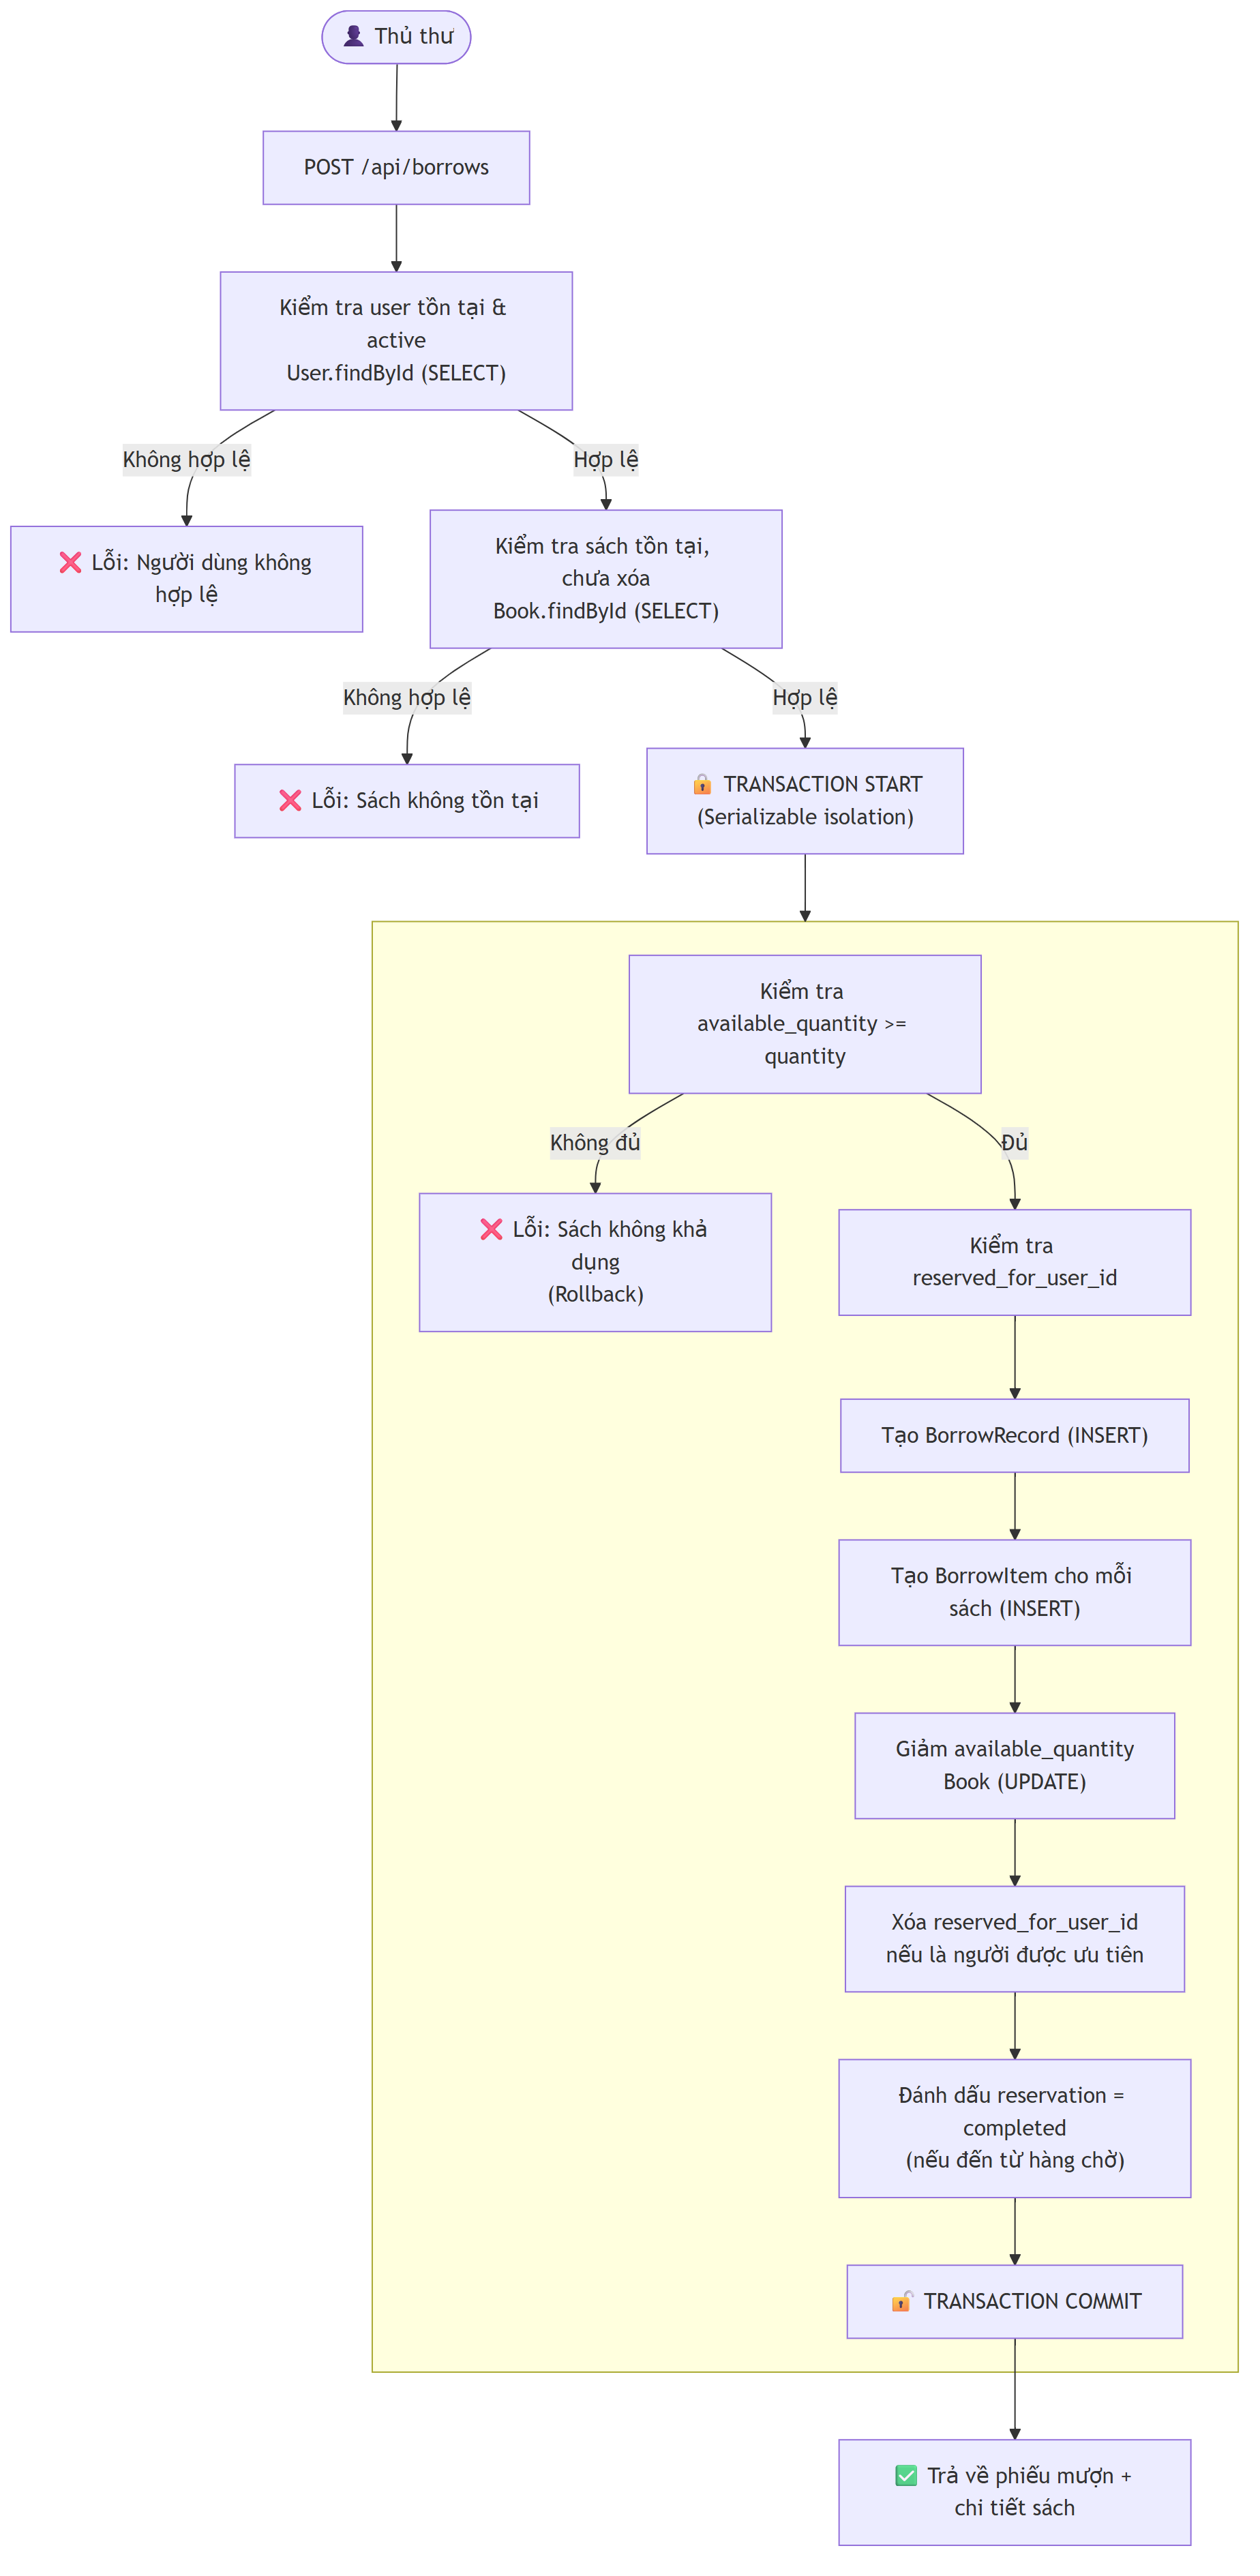 👤 Thủ thư
POST /api/borrows
Kiểm tra user tồn tại &
active
User.findById (SELECT)
Không hợp lệ
Hợp lệ
❌ Lỗi: Người dùng không
hợp lệ
Kiểm tra sách tồn tại,
chưa xóa
Book.findById (SELECT)
Không hợp lệ
Hợp lệ
❌ Lỗi: Sách không tồn tại
🔒 TRANSACTION START
(Serializable isolation)
Kiểm tra
available_quantity >=
quantity
Không đủ
Đủ
❌ Lỗi: Sách không khả
dụng
(Rollback)
Kiểm tra
reserved_for_user_id
Tạo BorrowRecord (INSERT)
Tạo BorrowItem cho mỗi
sách (INSERT)
Giảm available_quantity
Book (UPDATE)
Xóa reserved_for_user_id
nếu là người được ưu tiên
Đánh dấu reservation =
completed
(nếu đến từ hàng chờ)
🔓 TRANSACTION COMMIT
✅ Trả về phiếu mượn +
chi tiết sách